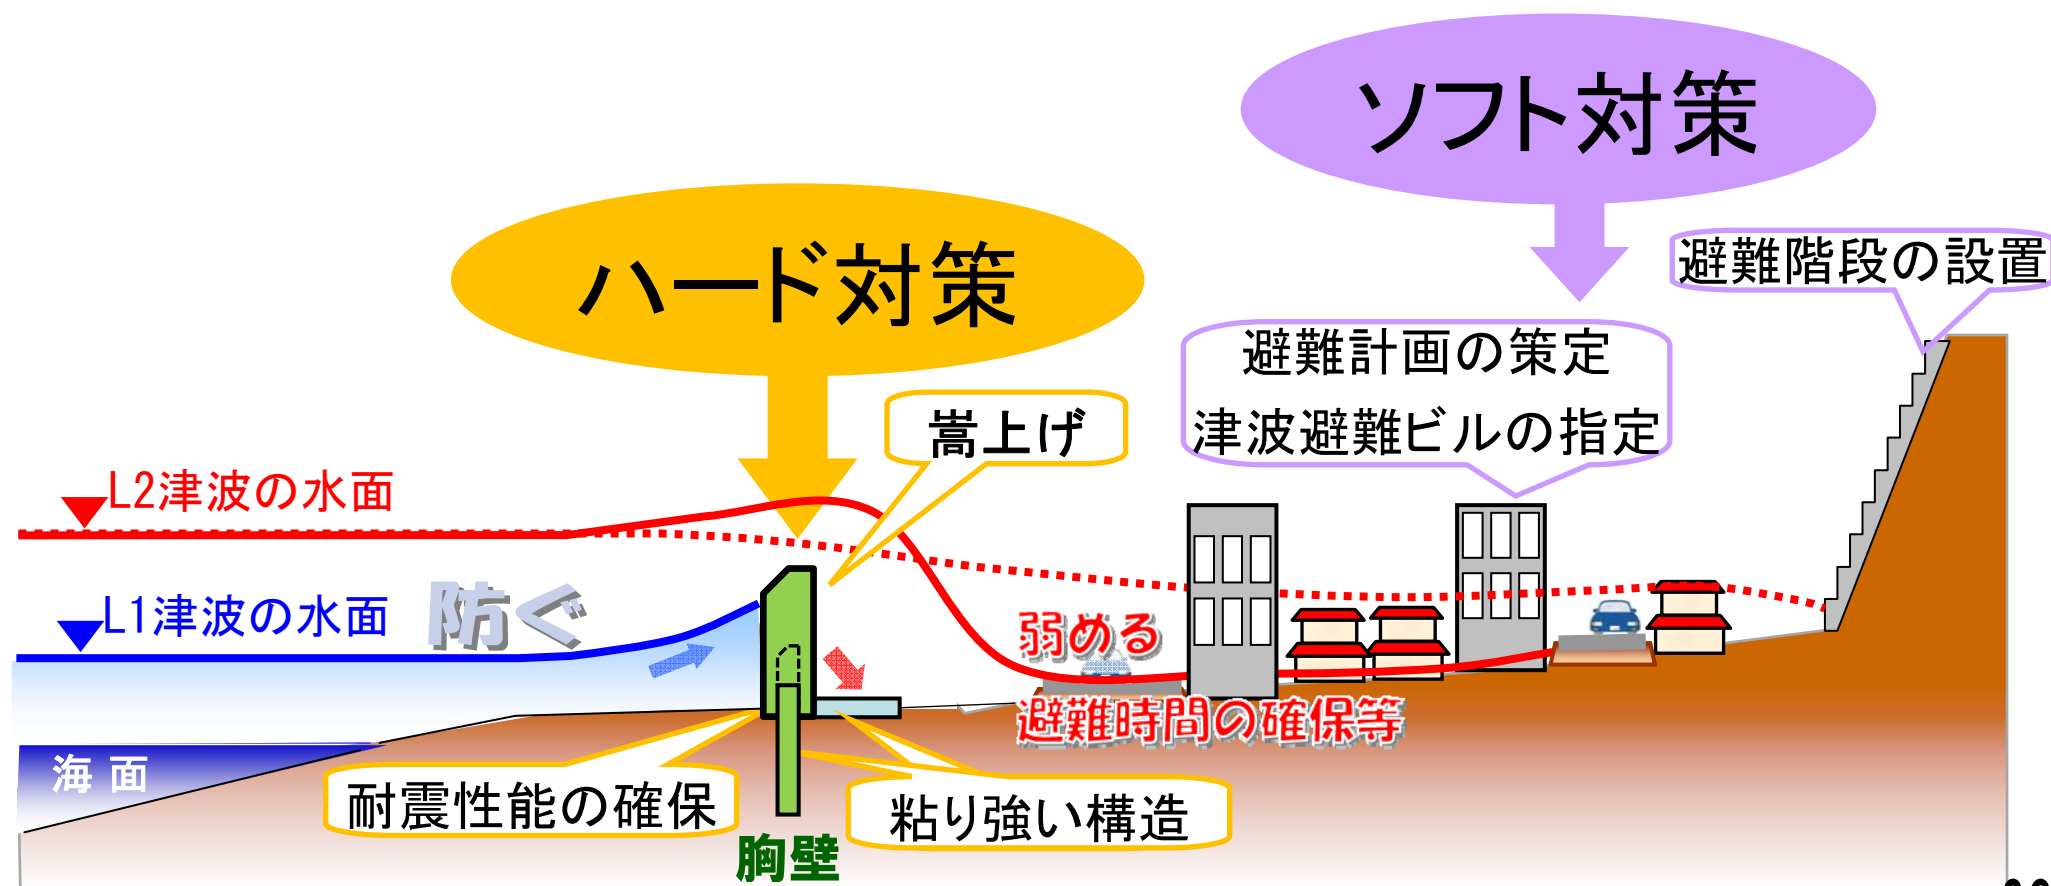 ソフト対策
ハード対策
避難階段の設置
避難計画の策定
津波避難ビルの指定
嵩上げ
L2津波の水面
L1津波の水面
防ぐ
弱める
避難時間の確保等
海面
耐震性能の確保
粘り強い構造
胸壁